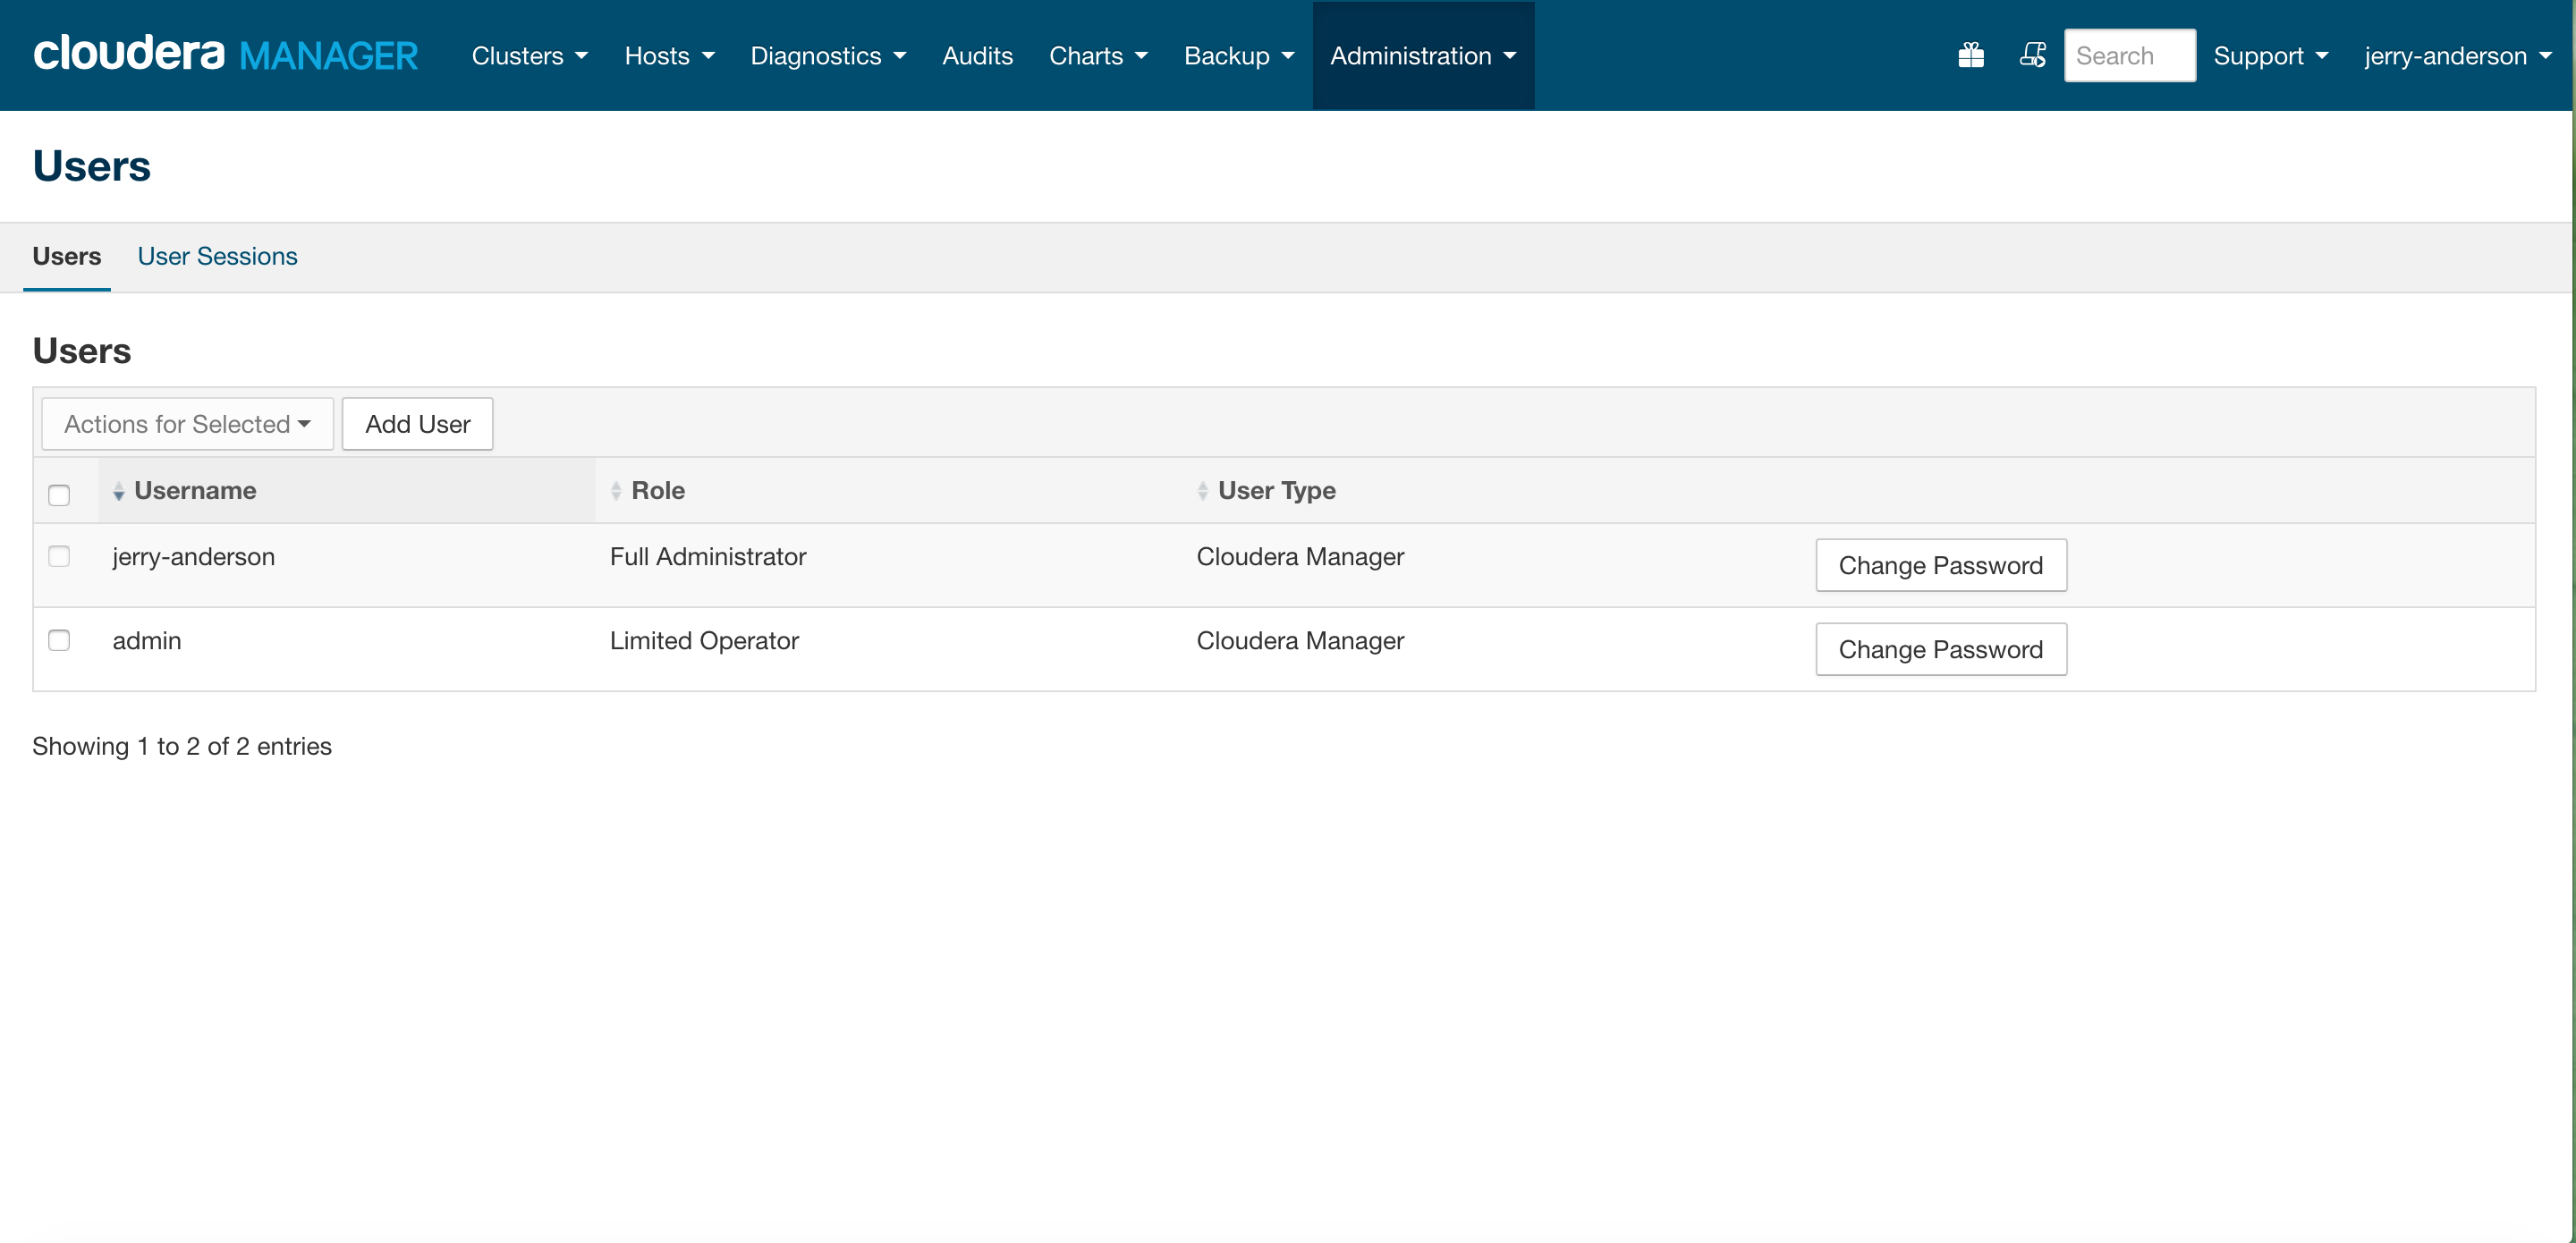 cloudera MANAGER Clusters Hosts Diagnostics Audits Charts Backup Administration Search Support jerry-anderson
Users
Users User Sessions
Users
Actions for Selected Add User
Username Role User Type
jerry-anderson Full Administrator Cloudera Manager Change Password
admin Limited Operator Cloudera Manager Change Password
Showing 1 to 2 of 2 entries